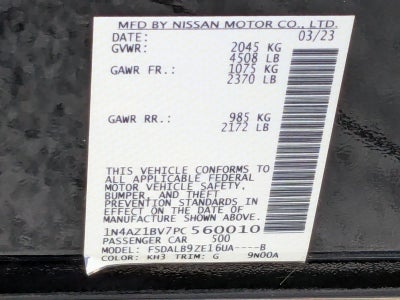 MFD BY NISSAN MOTOR CO., LTD.
DATE: 03/23
GVWR: 2045 KG
4508 LB
GAWR FR.: 1075 KG
2370 LB
GAWR RR.: 985 KG
2172 LB
THIS VEHICLE CONFORMS TO
ALL APPLICABLE FEDERAL
MOTOR VEHICLE SAFETY,
BUMPER, AND THEFT
PREVENTION STANDARDS IN
EFFECT ON THE DATE OF
MANUFACTURE SHOWN ABOVE.
1N4AZ1BV7PC560010
PASSENGER CAR 500
MODEL: FSDALB9ZE16UA----B
COLOR: KH3 TRIM: G 9N00A